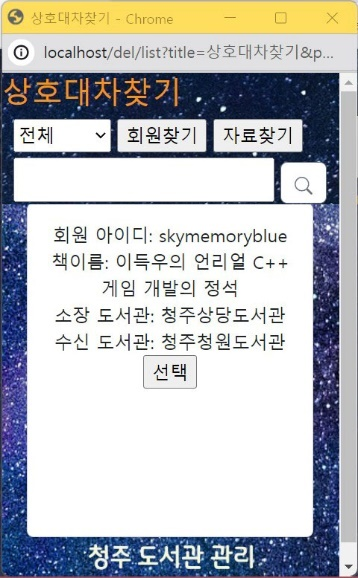 상호대차찾기 - Chrome
localhost/del/list?title=상호대차찾기&p...
상호대차찾기
전체 회원찾기 자료찾기
회원 아이디: skymemoryblue
책이름: 이득우의 언리얼 C++
게임 개발의 정석
소장 도서관: 청주상당도서관
수신 도서관: 청주청원도서관
선택
청주 도서관 관리